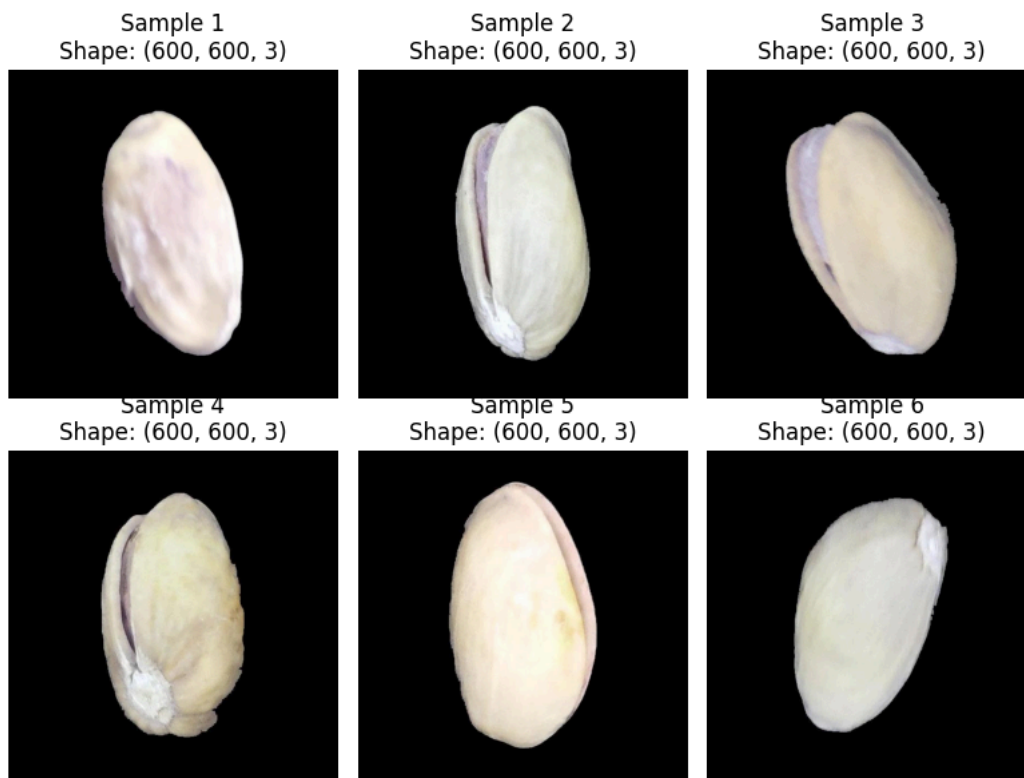 Sample 1
Shape: (600, 600, 3)
Sample 2
Shape: (600, 600, 3)
Sample 3
Shape: (600, 600, 3)
Sample 4
Shape: (600, 600, 3)
Sample 5
Shape: (600, 600, 3)
Sample 6
Shape: (600, 600, 3)